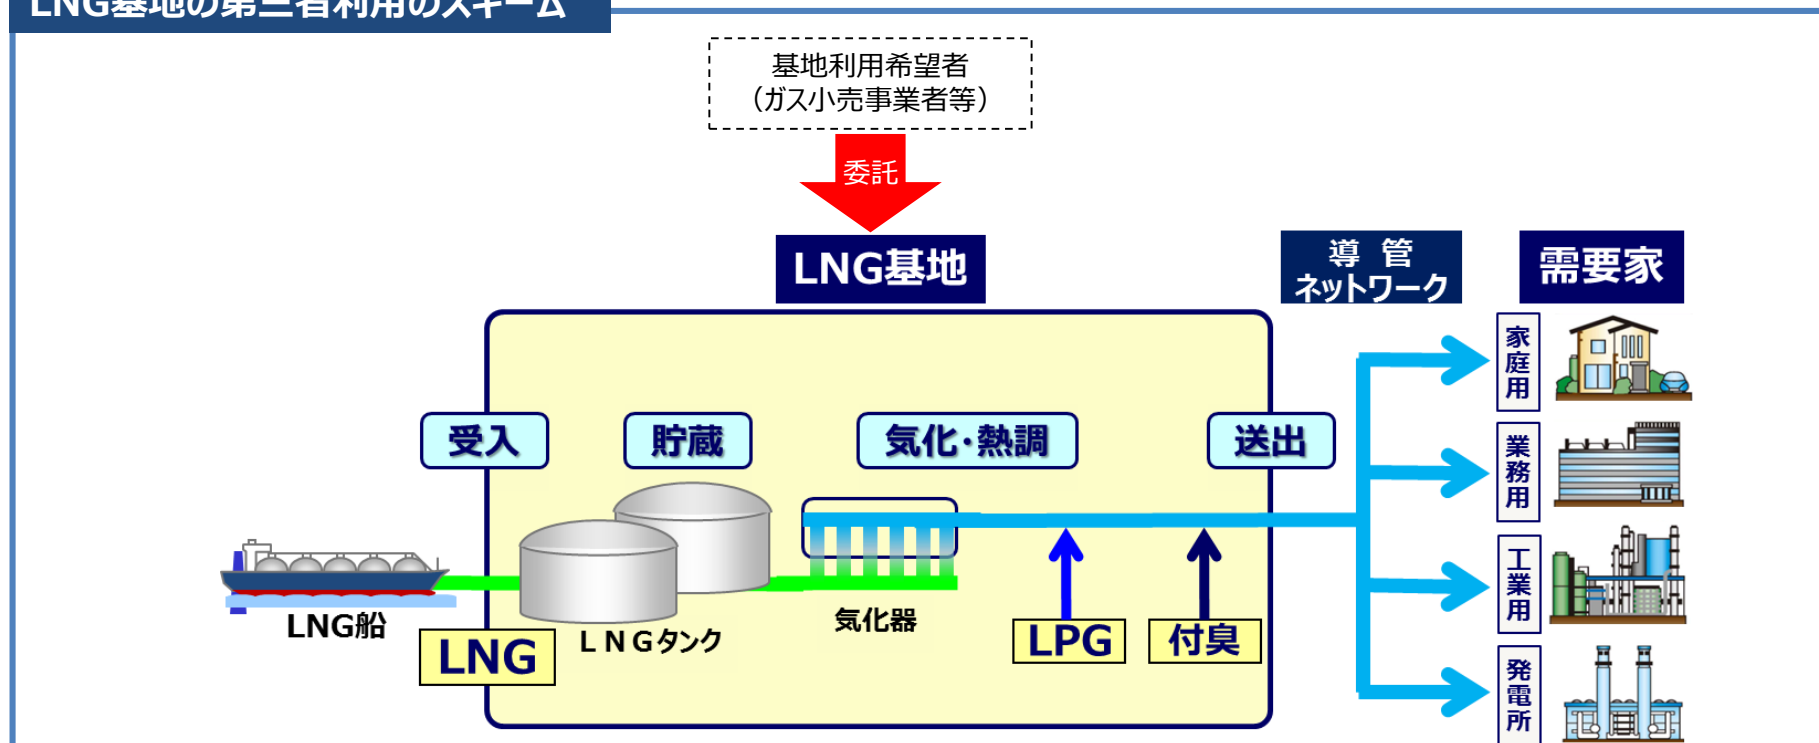 LNG基地の第三者利用のスキーム
基地利用希望者
（ガス小売事業者等）
委託
LNG基地
導 管
ネットワーク
需要家
受入
貯蔵
気化・熱調
送出
家庭用
業務用
工業用
発電所
LNG船
LNG
LNGタンク
気化器
LPG
付臭